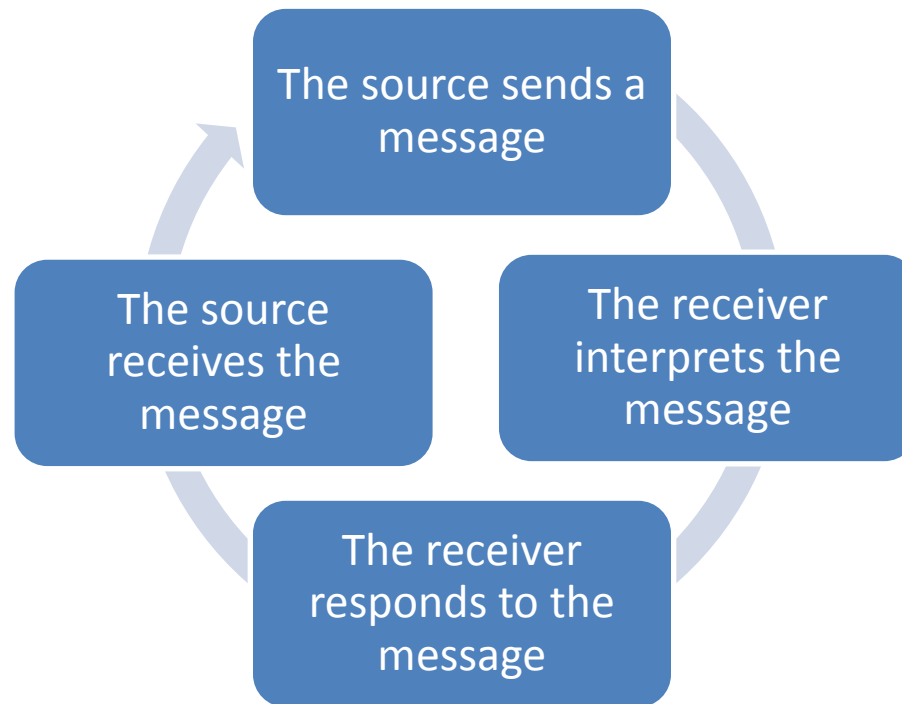 The source sends a
message
The receiver
interprets the
message
The receiver
responds to the
message
The source
receives the
message